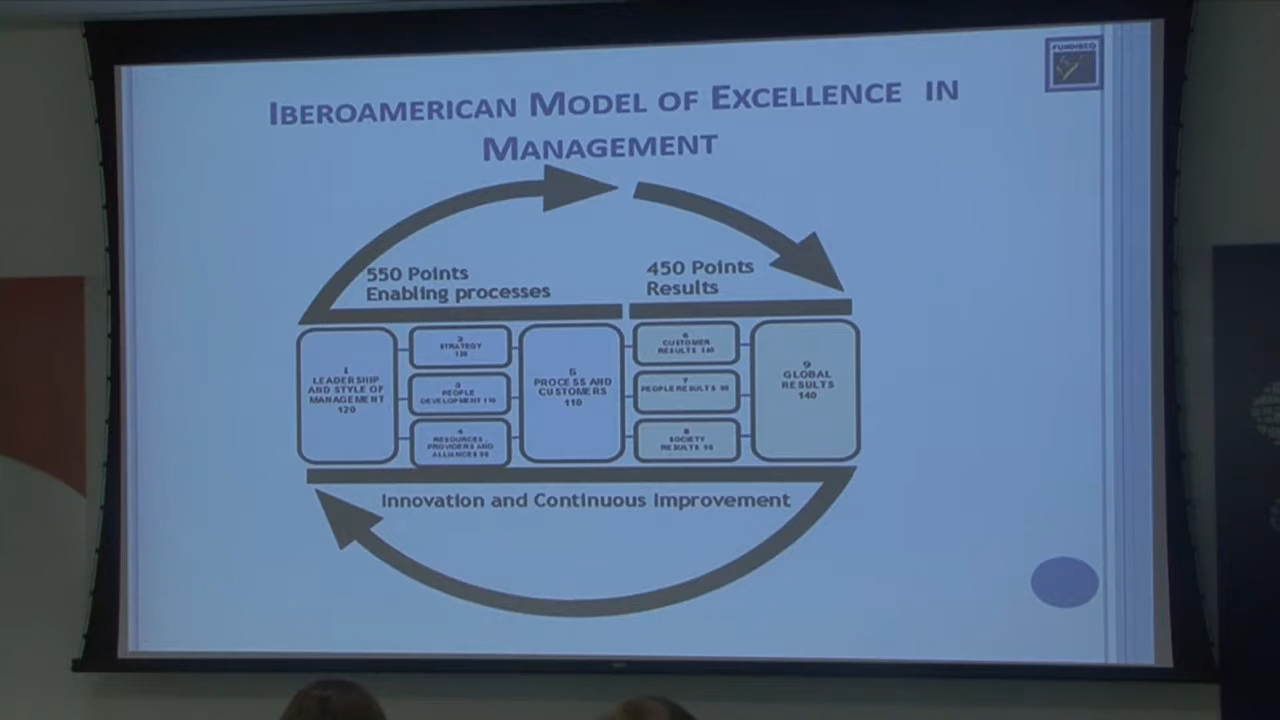 FUNDIBEQ
IBEROAMERICAN MODEL OF EXCELLENCE IN
MANAGEMENT
550 Points
Enabling processes
450 Points
Results
1
LEADERSHIP
AND STYLE OF
MANAGEMENT
120
2
STRATEGY
3
PEOPLE
DEVELOPMENT
4
RESOURCES,
PROVIDERS AND
ALLIANCES
5
PROCESS AND
CUSTOMERS
110
6
CUSTOMER
RESULTS
7
PEOPLE RESULTS
8
SOCIETY
RESULTS
9
GLOBAL
RESULTS
140
Innovation and Continuous Improvement